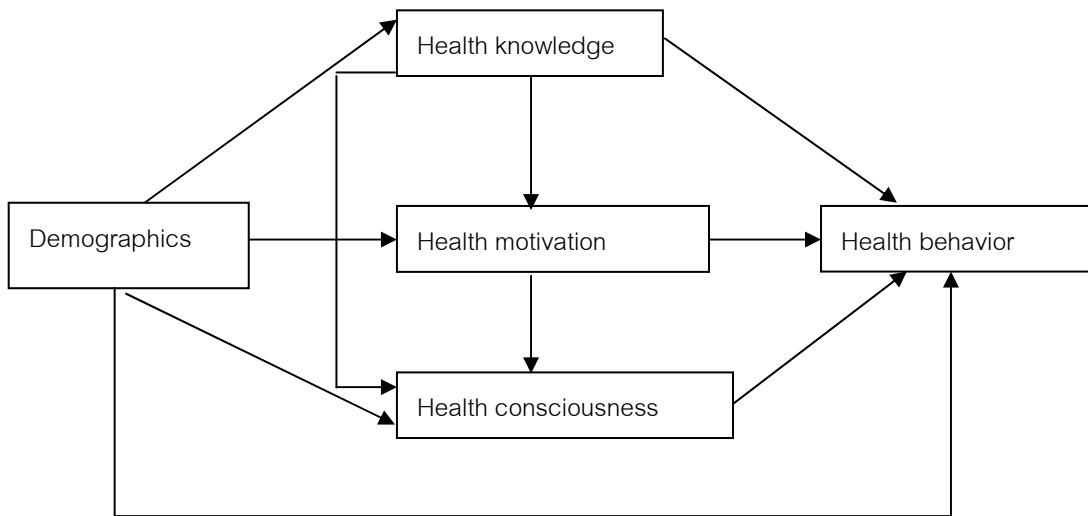 Health knowledge
Demographics
Health motivation
Health behavior
Health consciousness